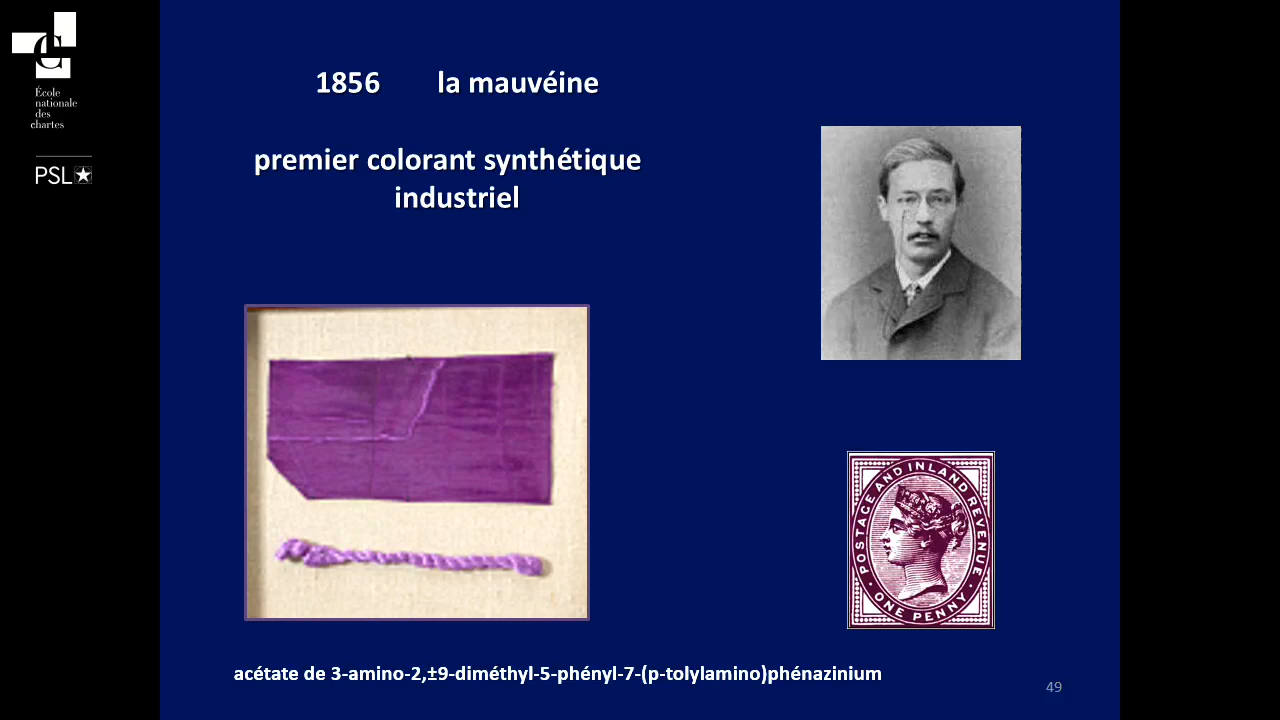 École
nationale
des
chartes
PSL
1856 la mauvéine
premier colorant synthétique
industriel
POSTAGE AND INLAND REVENUE
ONE PENNY
acétate de 3-amino-2,±9-diméthyl-5-phényl-7-(p-tolylamino)phénazinium
49